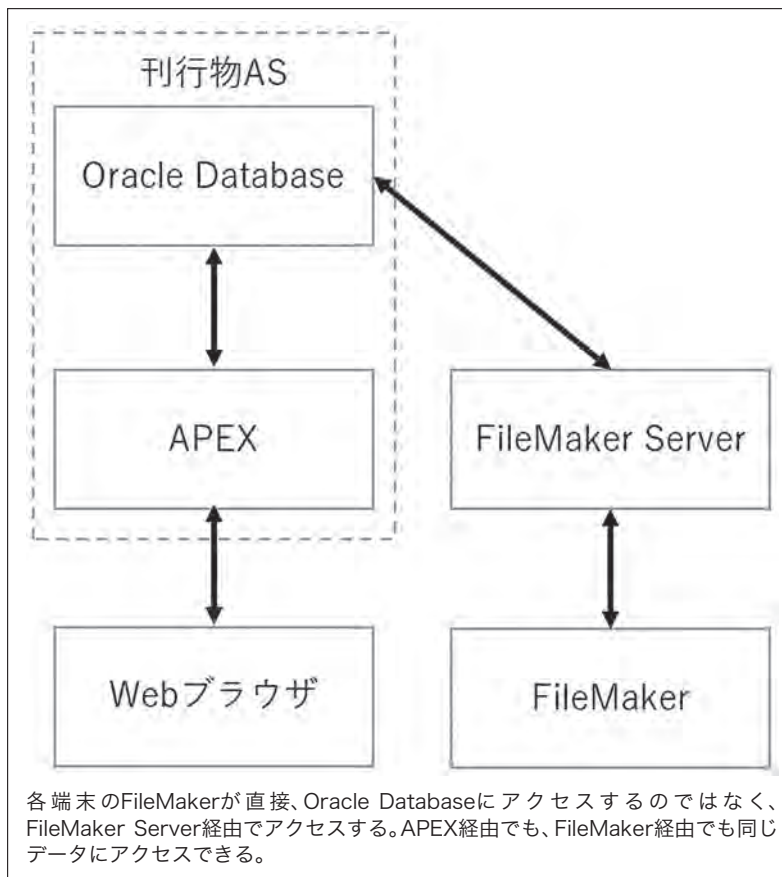 刊行物AS
Oracle Database
APEX
FileMaker Server
Webブラウザ
FileMaker
各端末のFileMakerが直接、Oracle Databaseにアクセスするのではなく、
FileMaker Server経由でアクセスする。APEX経由でも、FileMaker経由でも同じ
データにアクセスできる。